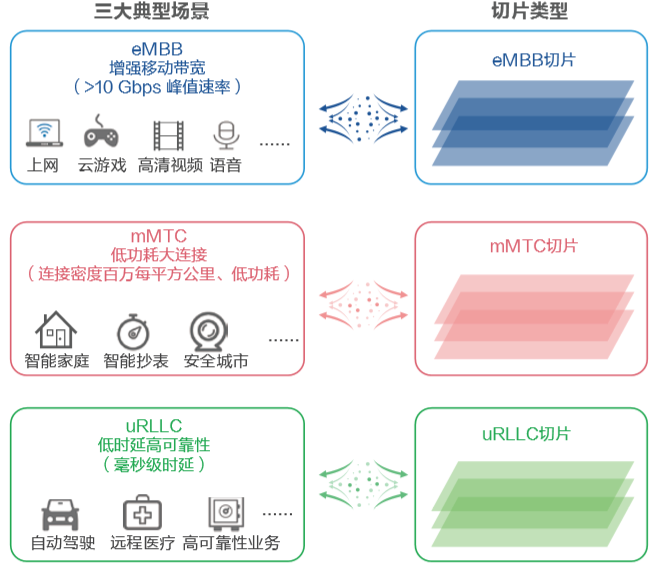 三大典型场景
切片类型
eMBB
增强移动带宽
（>10 Gbps 峰值速率）
上网
云游戏
高清视频
语音
……
eMBB切片
mMTC
低功耗大连接
（连接密度百万每平方公里、低功耗）
智能家庭
智能抄表
安全城市
……
mMTC切片
uRLLC
低时延高可靠性
（毫秒级时延）
自动驾驶
远程医疗
高可靠性业务
……
uRLLC切片